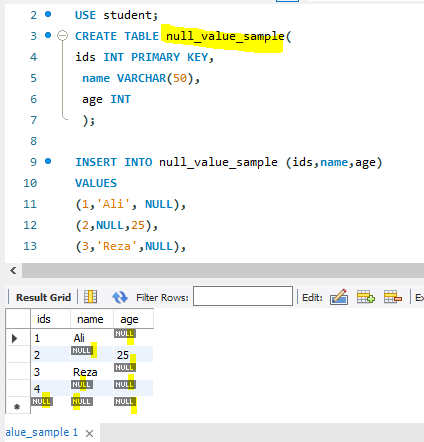 2 USE student;
3 CREATE TABLE null_value_sample(
4 ids INT PRIMARY KEY,
5 name VARCHAR(50),
6 age INT
7 );
8
9 INSERT INTO null_value_sample (ids,name,age)
10 VALUES
11 (1,'Ali', NULL),
12 (2,NULL,25),
13 (3,'Reza',NULL),
Result Grid Filter Rows: Edit:
ids name age
1 Ali NULL
2 NULL 25
3 Reza NULL
4 NULL NULL
NULL NULL NULL
alue_sample 1 ×